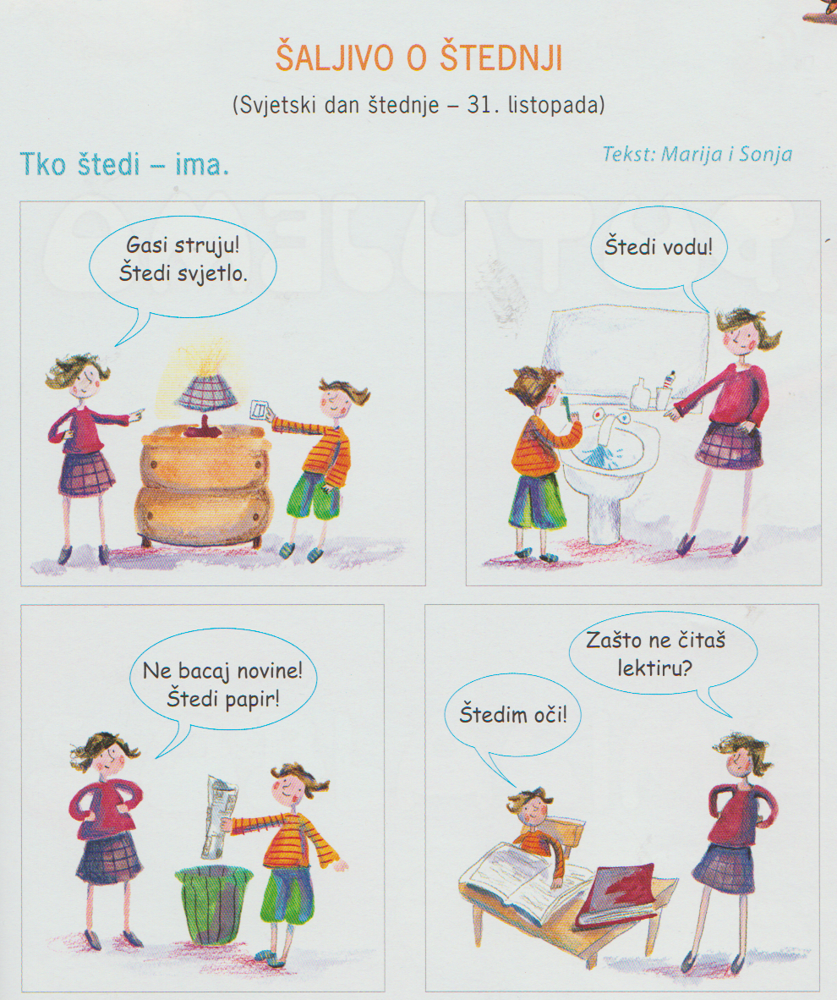 ŠALJIVO O ŠTEDNJI
(Svjetski dan štednje – 31. listopada)
Tko štedi – ima.
Tekst: Marija i Sonja
Gasi struju!
Štedi svjetlo.
Štedi vodu!
Ne bacaj novine!
Štedi papir!
Zašto ne čitaš
lektiru?
Štedim oči!